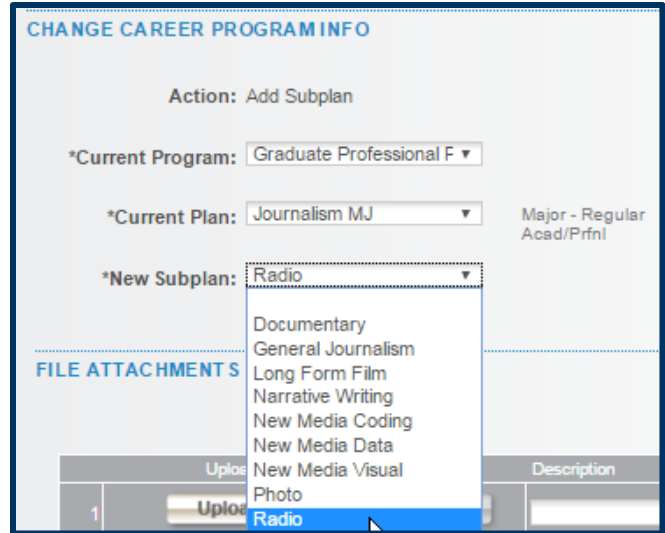 CHANGE CAREER PROGRAM INFO
Action: Add Subplan
*Current Program: Graduate Professional F
*Current Plan: Journalism MJ Major - Regular
Acad/Prfnl
*New Subplan: Radio
Documentary
General Journalism
FILE ATTACHMENTS
Long Form Film
Narrative Writing
New Media Coding
New Media Data
Uploa New Media Visual Description
Photo
1 Uploa
Radio